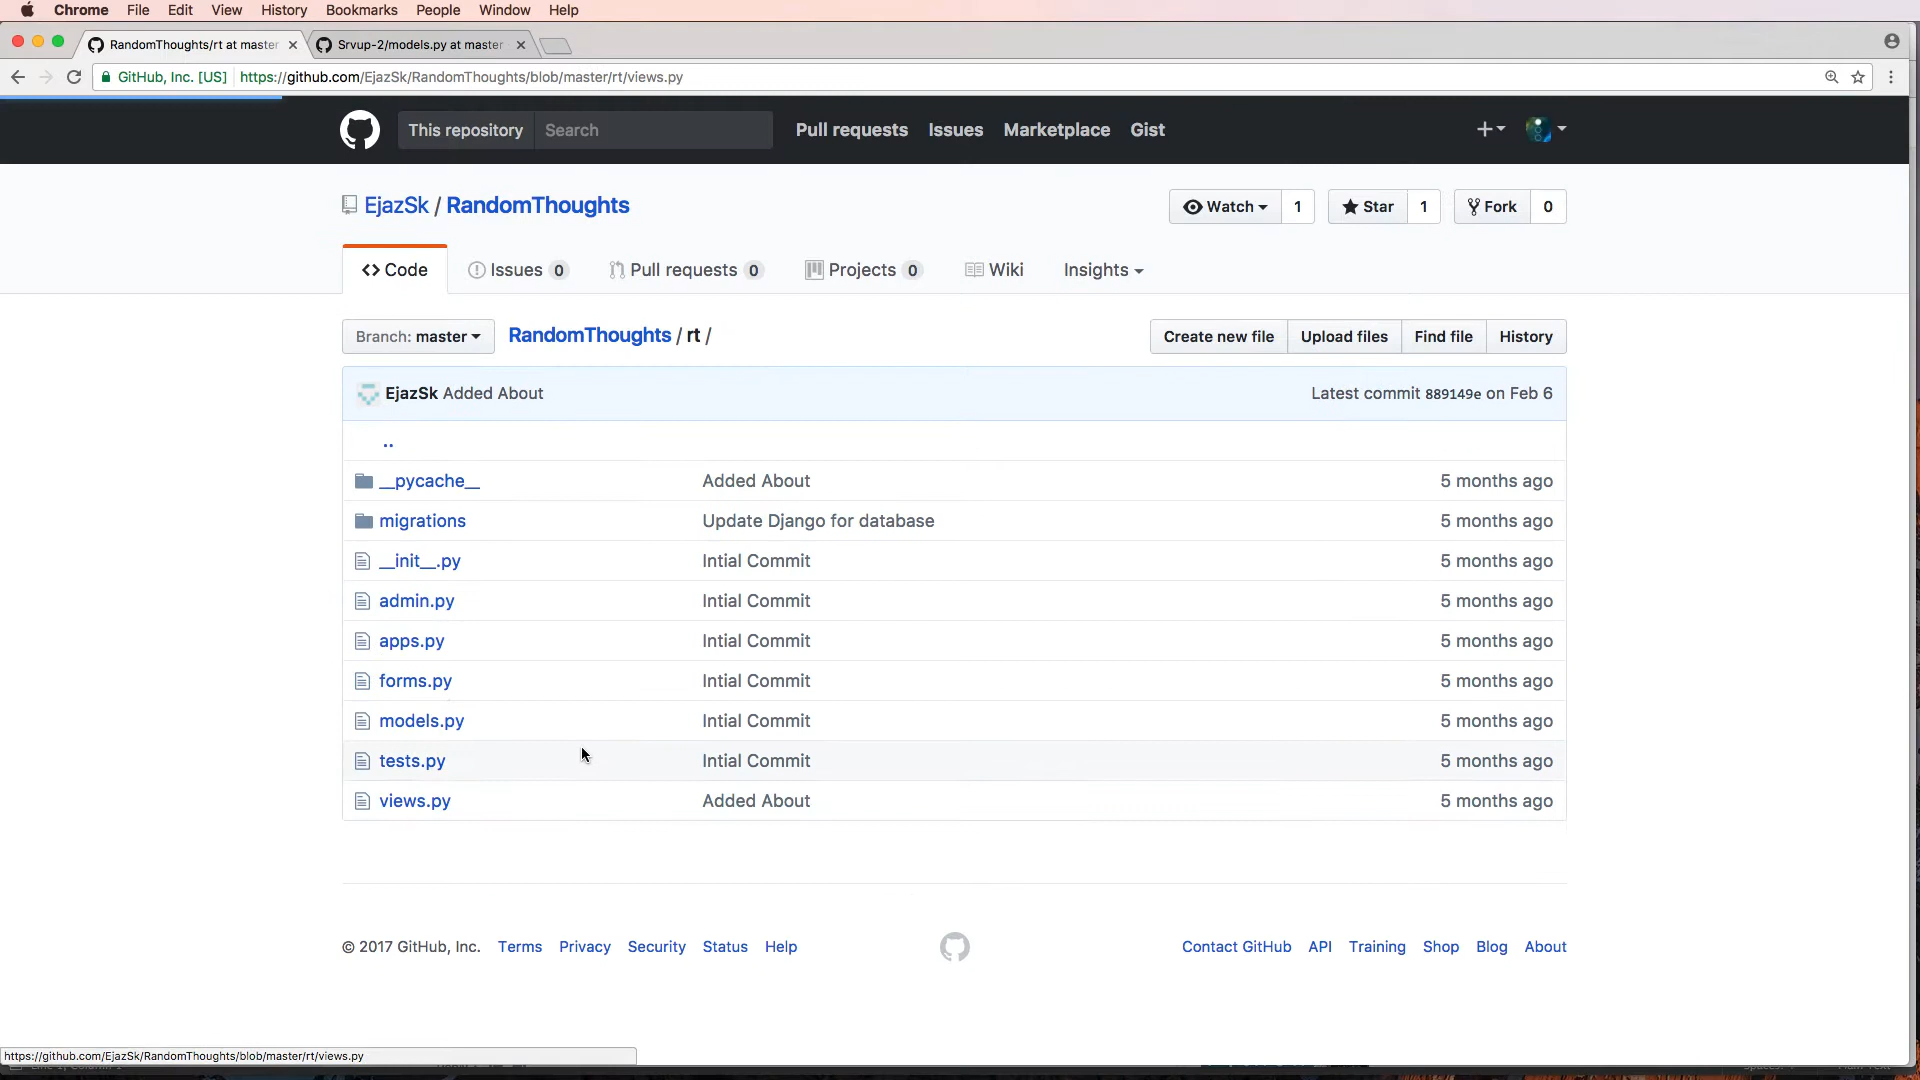 Chrome File Edit View History Bookmarks People Window Help
RandomThoughts/rt at master Srvup-2/models.py at master
GitHub, Inc. [US] https://github.com/EjazSk/RandomThoughts/blob/master/rt/views.py
This repository Search Pull requests Issues Marketplace Gist
EjazSk / RandomThoughts Watch 1 Star 1 Fork 0
Code Issues 0 Pull requests 0 Projects 0 Wiki Insights
Branch: master RandomThoughts / rt / Create new file Upload files Find file History
EjazSk Added About Latest commit 889149e on Feb 6
..
__pycache__ Added About 5 months ago
migrations Update Django for database 5 months ago
__init__.py Intial Commit 5 months ago
admin.py Intial Commit 5 months ago
apps.py Intial Commit 5 months ago
forms.py Intial Commit 5 months ago
models.py Intial Commit 5 months ago
tests.py Intial Commit 5 months ago
views.py Added About 5 months ago
© 2017 GitHub, Inc. Terms Privacy Security Status Help Contact GitHub API Training Shop Blog About
https://github.com/EjazSk/RandomThoughts/blob/master/rt/views.py